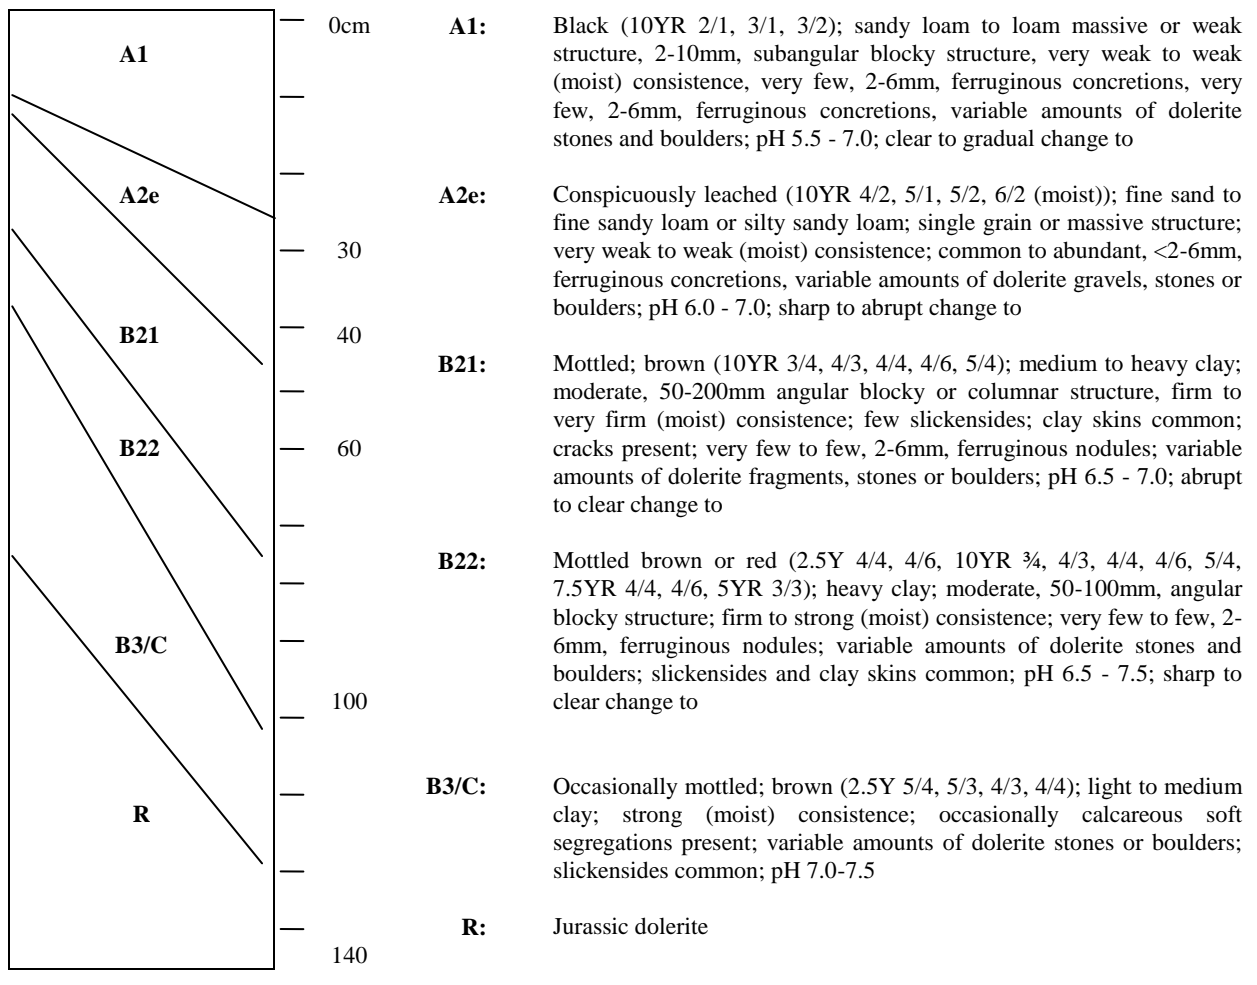 0cm
A1
A2e
30
B21
40
B22
60
B3/C
100
R
140
A1: Black (10YR 2/1, 3/1, 3/2); sandy loam to loam massive or weak
structure, 2-10mm, subangular blocky structure, very weak to weak
(moist) consistence, very few, 2-6mm, ferruginous concretions, very
few, 2-6mm, ferruginous concretions, variable amounts of dolerite
stones and boulders; pH 5.5 - 7.0; clear to gradual change to
A2e: Conspicuously leached (10YR 4/2, 5/1, 5/2, 6/2 (moist)); fine sand to
fine sandy loam or silty sandy loam; single grain or massive structure;
very weak to weak (moist) consistence; common to abundant, <2-6mm,
ferruginous concretions, variable amounts of dolerite gravels, stones or
boulders; pH 6.0 - 7.0; sharp to abrupt change to
B21: Mottled; brown (10YR 3/4, 4/3, 4/4, 4/6, 5/4); medium to heavy clay;
moderate, 50-200mm angular blocky or columnar structure, firm to
very firm (moist) consistence; few slickensides; clay skins common;
cracks present; very few to few, 2-6mm, ferruginous nodules; variable
amounts of dolerite fragments, stones or boulders; pH 6.5 - 7.0; abrupt
to clear change to
B22: Mottled brown or red (2.5Y 4/4, 4/6, 10YR ¾, 4/3, 4/4, 4/6, 5/4,
7.5YR 4/4, 4/6, 5YR 3/3); heavy clay; moderate, 50-100mm, angular
blocky structure; firm to strong (moist) consistence; very few to few, 2-
6mm, ferruginous nodules; variable amounts of dolerite stones and
boulders; slickensides and clay skins common; pH 6.5 - 7.5; sharp to
clear change to
B3/C: Occasionally mottled; brown (2.5Y 5/4, 5/3, 4/3, 4/4); light to medium
clay; strong (moist) consistence; occasionally calcareous soft
segregations present; variable amounts of dolerite stones or boulders;
slickensides common; pH 7.0-7.5
R: Jurassic dolerite